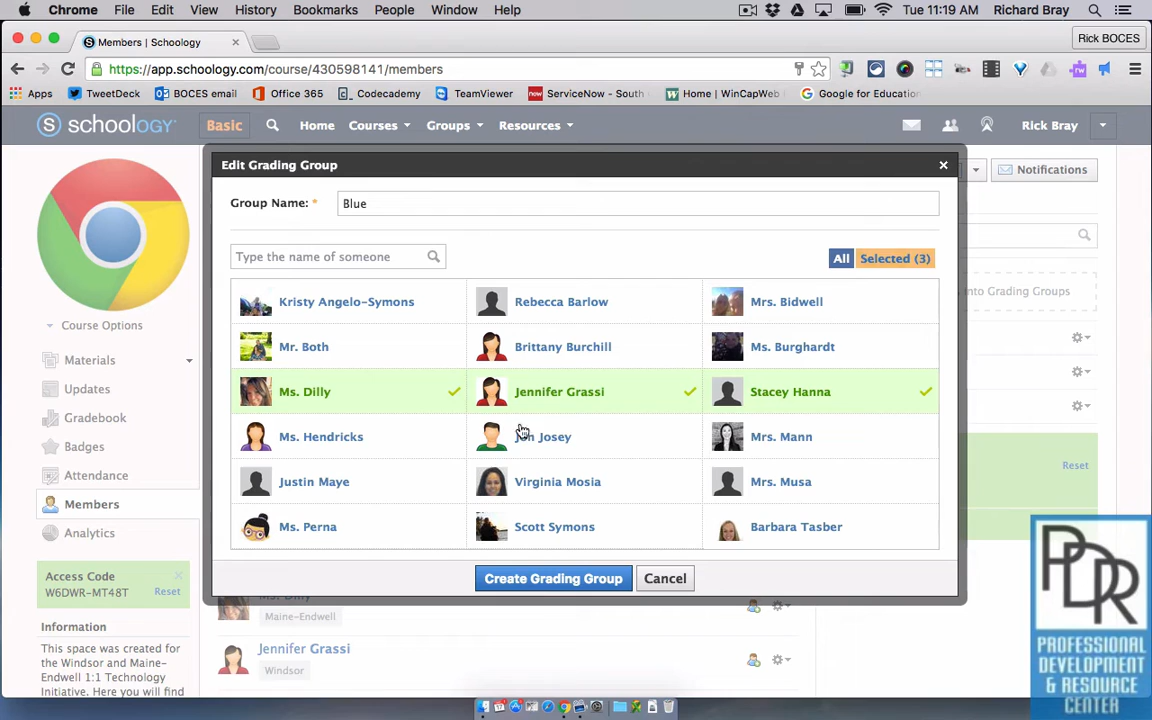 Chrome File Edit View History Bookmarks People Window Help Tue 11:19 AM Richard Bray
Members | Schoology Rick BOCES
https://app.schoology.com/course/430598141/members
Apps TweetDeck BOCES email Office 365 Codecademy TeamViewer ServiceNow - South WinCapWeb Google for Education
schoology Basic Home Courses Groups Resources Rick Bray
Edit Grading Group
Notifications
Group Name: * Blue
Type the name of someone All Selected (3)
into Grading Groups
Kristy Angelo-Symons Rebecca Barlow Mrs. Bidwell
Mr. Both Brittany Burchill Ms. Burghardt
Ms. Dilly Jennifer Grassi Stacey Hanna
Ms. Hendricks Josey Mrs. Mann
Justin Maye Virginia Mosia Mrs. Musa
Ms. Perna Scott Symons Barbara Tasber
Create Grading Group Cancel
Reset
Course Options
Materials
Updates
Gradebook
Badges
Attendance
Members
Analytics
Access Code
W6DWR-MT48T Reset
Information
This space was created for
the Windsor and Maine-
Endwell 1:1 Technology
Initiative. Here you will find
Ms. Dilly
Maine-Endwell
Jennifer Grassi
Windsor
PDR
PROFESSIONAL
DEVELOPMENT
& RESOURCE
CENTER